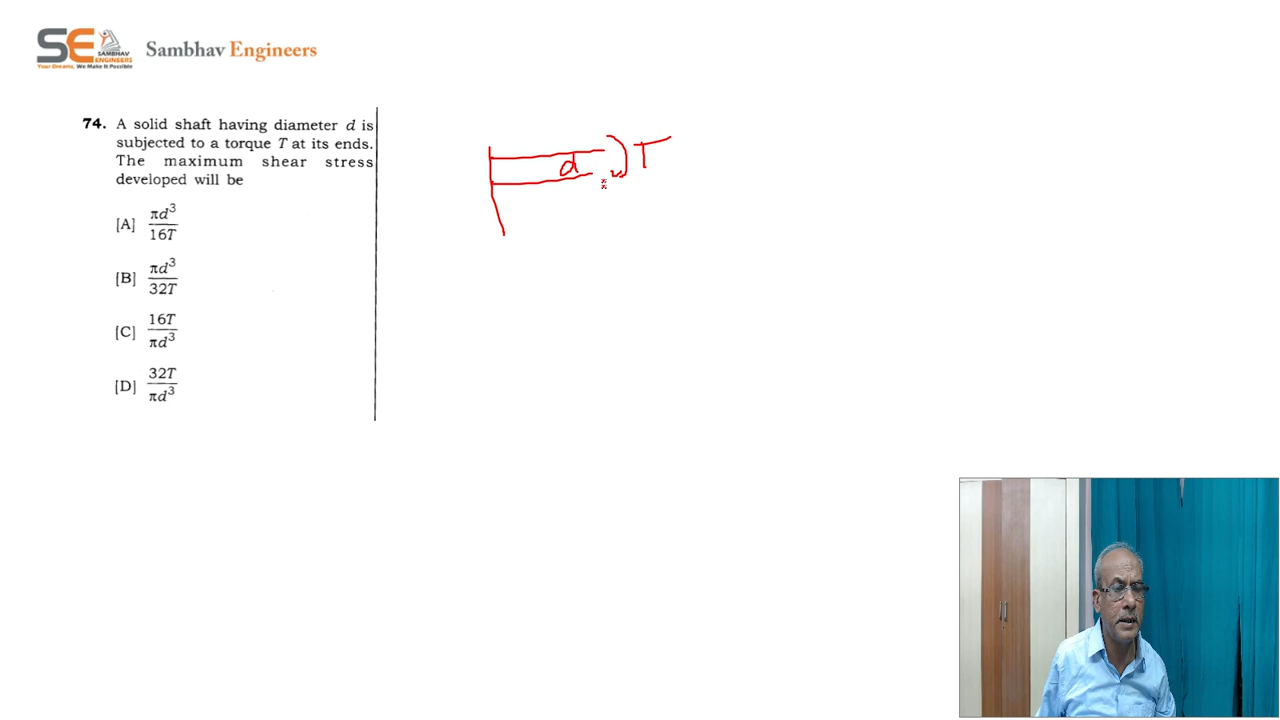 SE
SAMBHAV
ENGINEERS
Your Dreams, We Make It Possible
Sambhav Engineers
74. A solid shaft having diameter d is
subjected to a torque T at its ends.
The maximum shear stress
developed will be
[A] πd³/16T
[B] πd³/32T
[C] 16T/πd³
[D] 32T/πd³
d
T